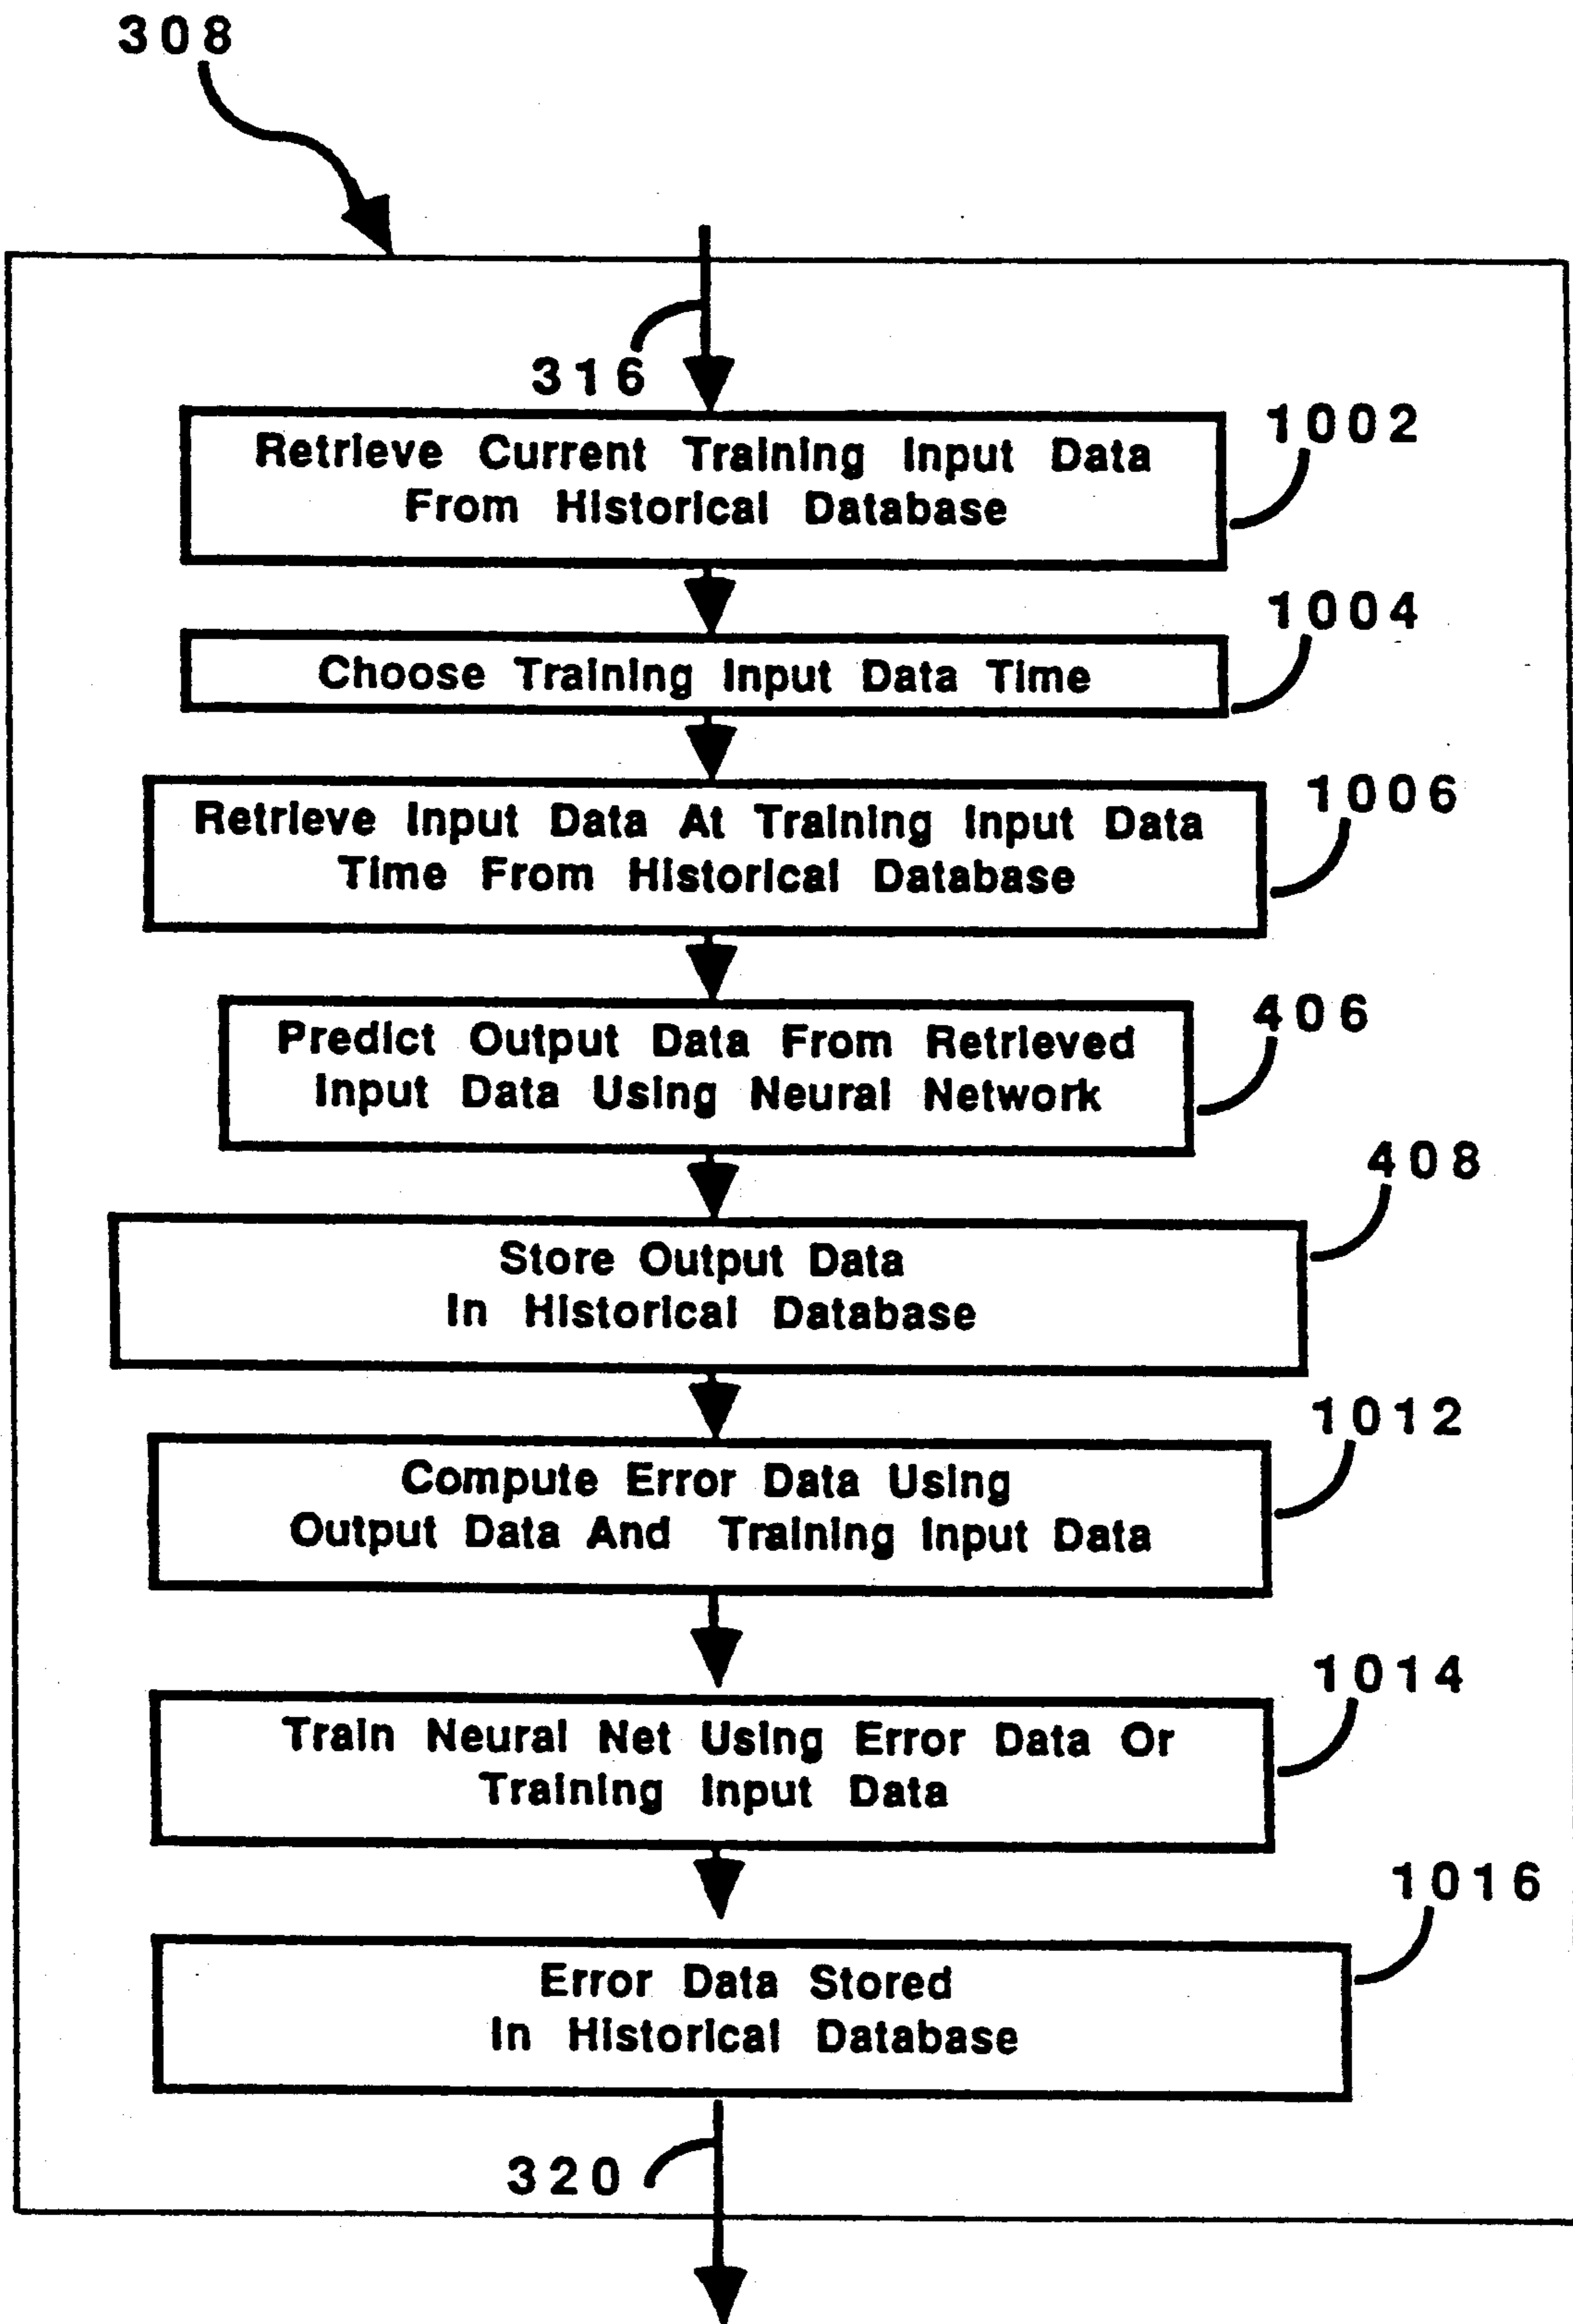 308
316
Retrieve Current Training Input Data
From Historical Database
1002
Choose Training Input Data Time
1004
Retrieve Input Data At Training Input Data
Time From Historical Database
1006
Predict Output Data From Retrieved
Input Data Using Neural Network
406
Store Output Data
In Historical Database
408
Compute Error Data Using
Output Data And Training Input Data
1012
Train Neural Net Using Error Data Or
Training Input Data
1014
Error Data Stored
In Historical Database
1016
320